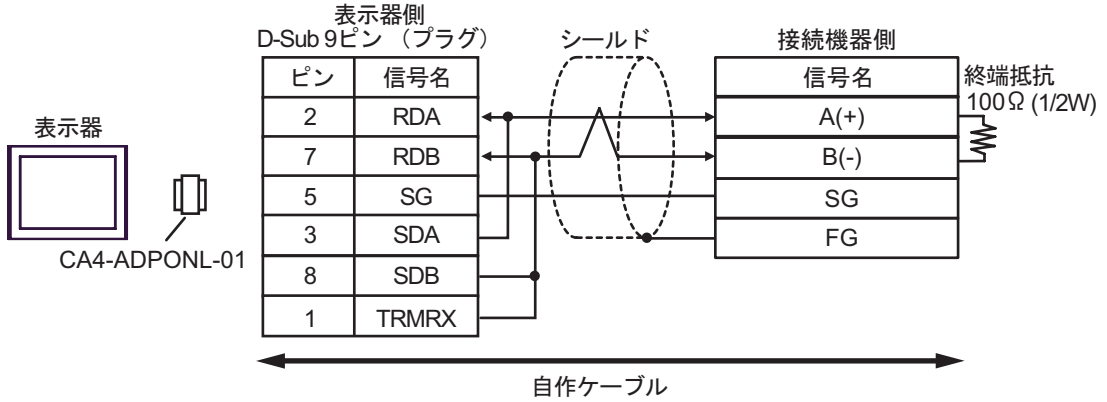 表示器側
D-Sub 9ピン （プラグ）
シールド
接続機器側
ピン 信号名
信号名
終端抵抗
100Ω (1/2W)
2 RDA
A(+)
表示器
7 RDB
B(-)
5 SG
SG
3 SDA
FG
CA4-ADPONL-01
8 SDB
1 TRMRX
自作ケーブル